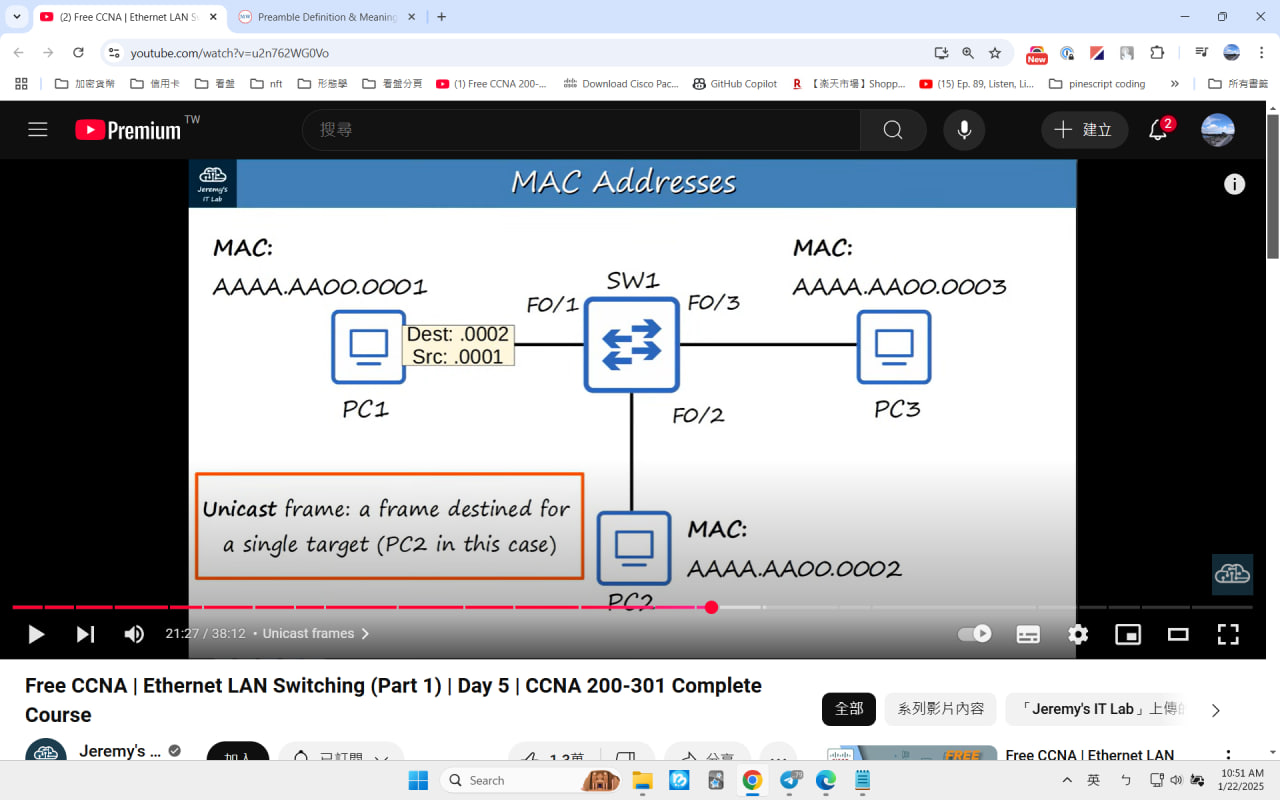 (2) Free CCNA | Ethernet LAN S
Preamble Definition & Meaning
youtube.com/watch?v=u2n762WG0Vo
New
加密貨幣
信用卡
看盤
nft
形態學
看盤分頁
(1) Free CCNA 200-...
Download Cisco Pac...
GitHub Copilot
R
【楽天市場】Shopp...
(15) Ep. 89, Listen, Li...
pinescript coding
»
所有書籤
Premium
TW
搜尋
建立
2
Jeremy's
IT Lab
MAC Addresses
MAC:
AAAA.AA00.0001
MAC:
AAAA.AA00.0003
SW1
F0/1
F0/3
Dest: .0002
Src: .0001
PC1
PC3
F0/2
Unicast frame: a frame destined for
a single target (PC2 in this case)
MAC:
AAAA.AA00.0002
PC2
21:27 / 38:12 • Unicast frames
Free CCNA | Ethernet LAN Switching (Part 1) | Day 5 | CCNA 200-301 Complete
Course
全部
系列影片內容
「Jeremy's IT Lab」上傳的
Jeremy's ...
加入
已訂閱
1.3萬
分享
FREE
Free CCNA | Ethernet LAN
Search
英
ㄅ
10:51 AM
1/22/2025